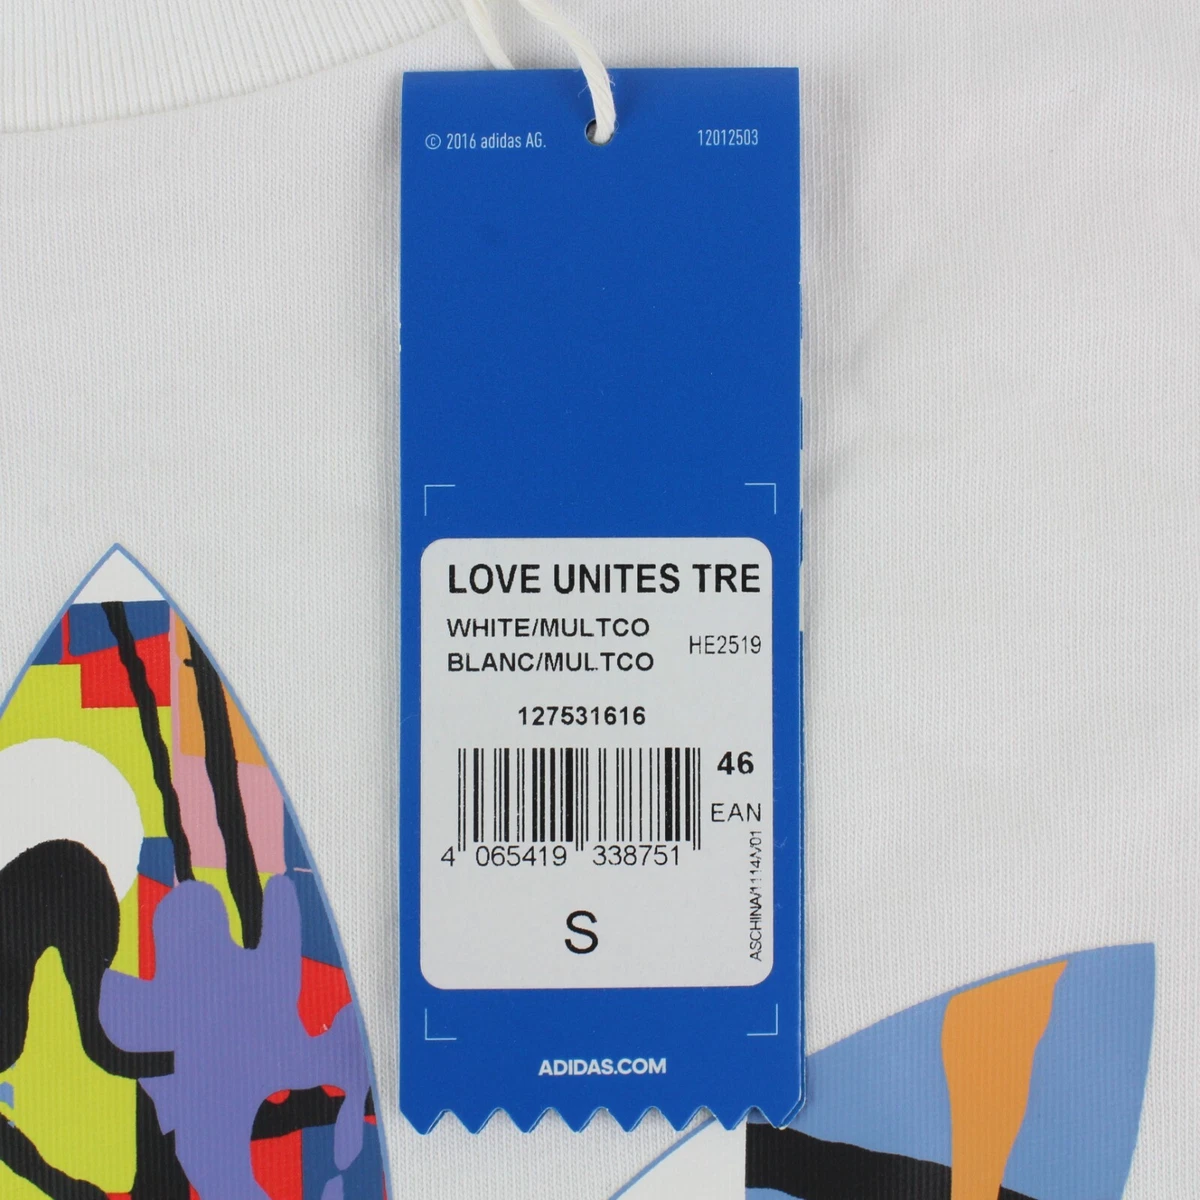 © 2016 adidas AG. 12012503
LOVE UNITES TRE
WHITE/MULTCO
BLANC/MULTCO
HE2519
127531616
46
EAN
4 065419 338751
ASCHINA/1114/V01
S
ADIDAS.COM